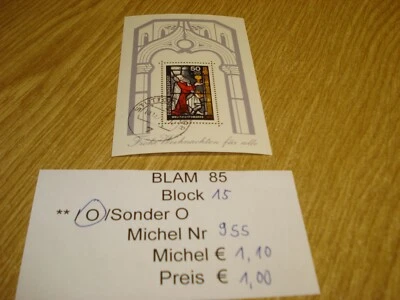 50
Frohe Weihnachten für alle
BLAM 85
Block 15
** / O /Sonder O
Michel Nr 955
Michel € 1,10
Preis € 1,00